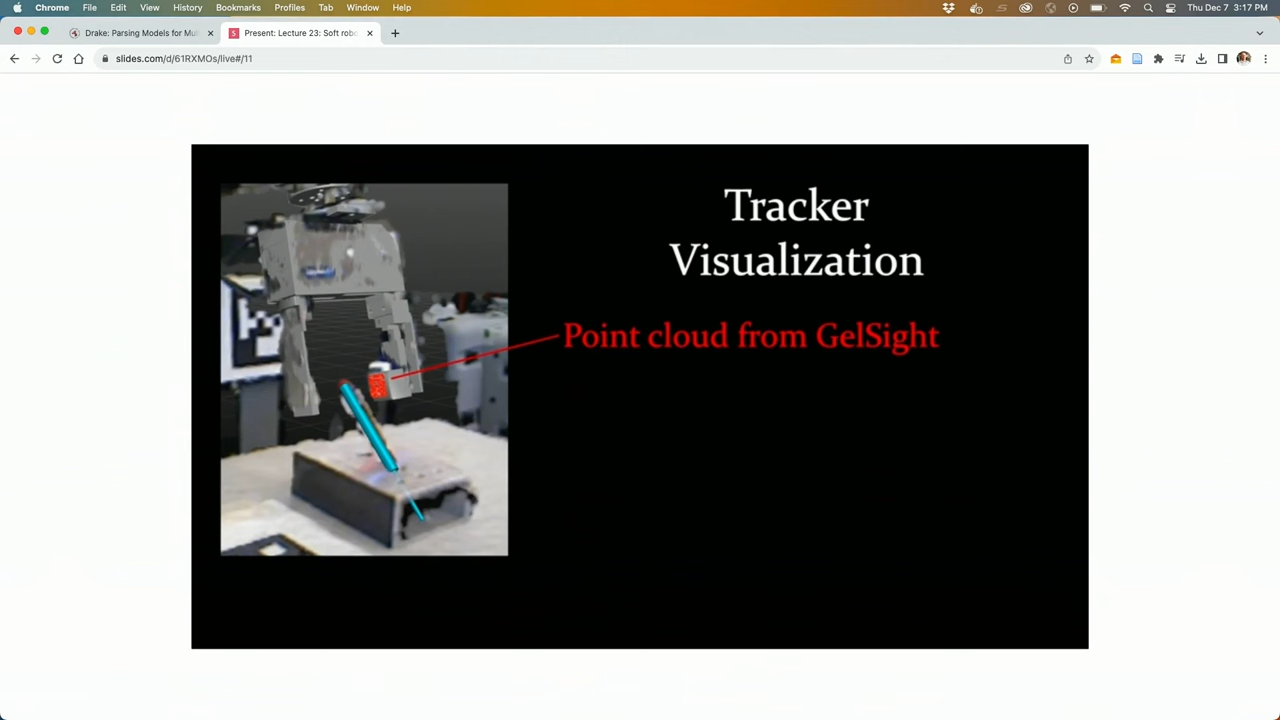 Chrome File Edit View History Bookmarks Profiles Tab Window Help Thu Dec 7 3:17 PM
Drake: Parsing Models for Mul
Present: Lecture 23: Soft robo
slides.com/d/61RXMOs/live#/11
Tracker
Visualization
Point cloud from GelSight